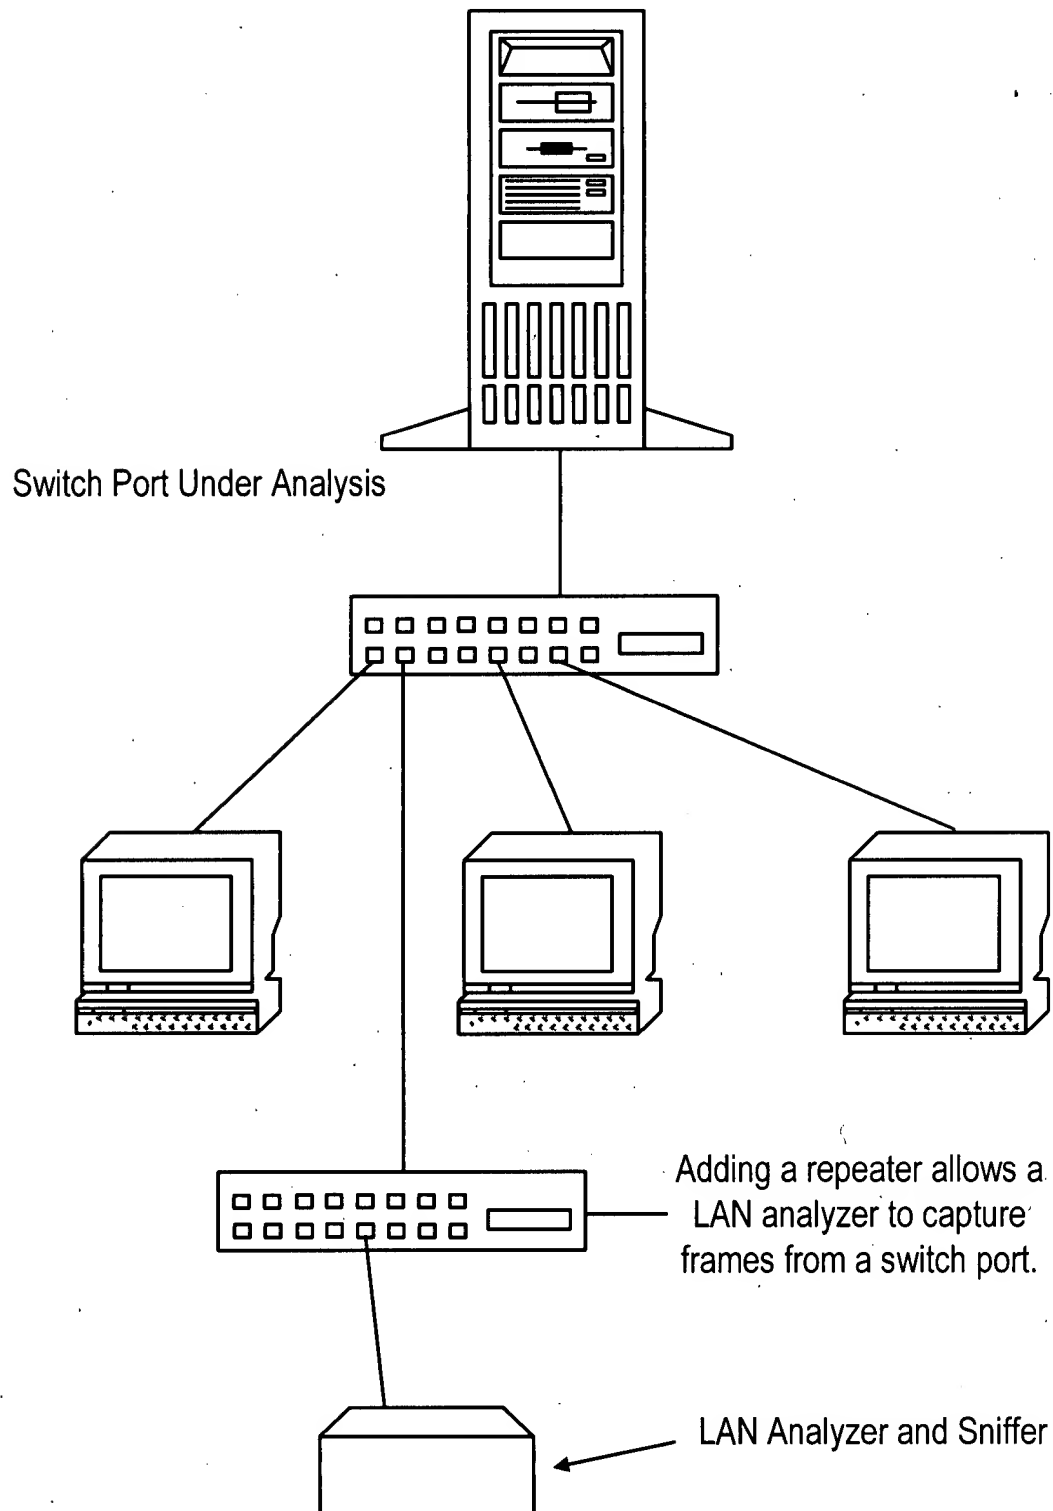 Switch Port Under Analysis
Adding a repeater allows a
LAN analyzer to capture
frames from a switch port.
LAN Analyzer and Sniffer